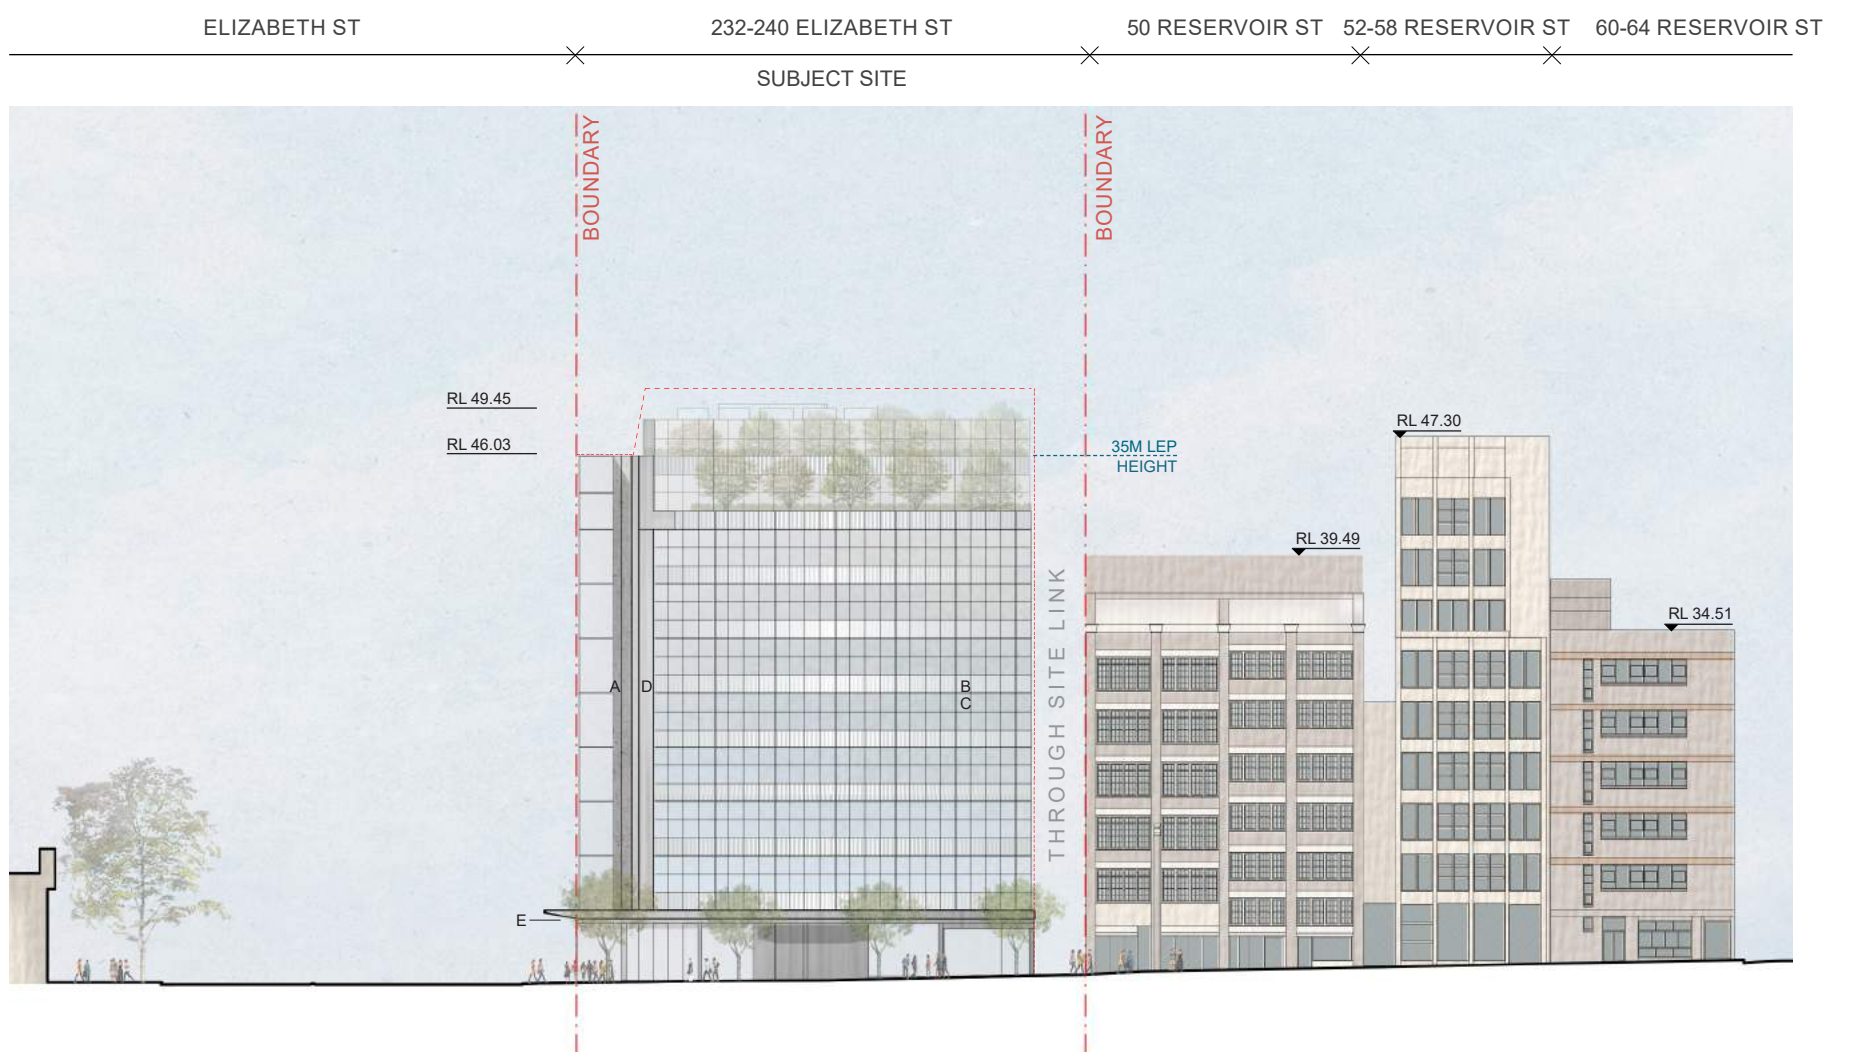 ELIZABETH ST
232-240 ELIZABETH ST
50 RESERVOIR ST
52-58 RESERVOIR ST
60-64 RESERVOIR ST
SUBJECT SITE
BOUNDARY
BOUNDARY
RL 49.45
RL 46.03
35M LEP
HEIGHT
RL 47.30
RL 39.49
RL 34.51
THROUGH SITE LINK
A
D
B
C
E